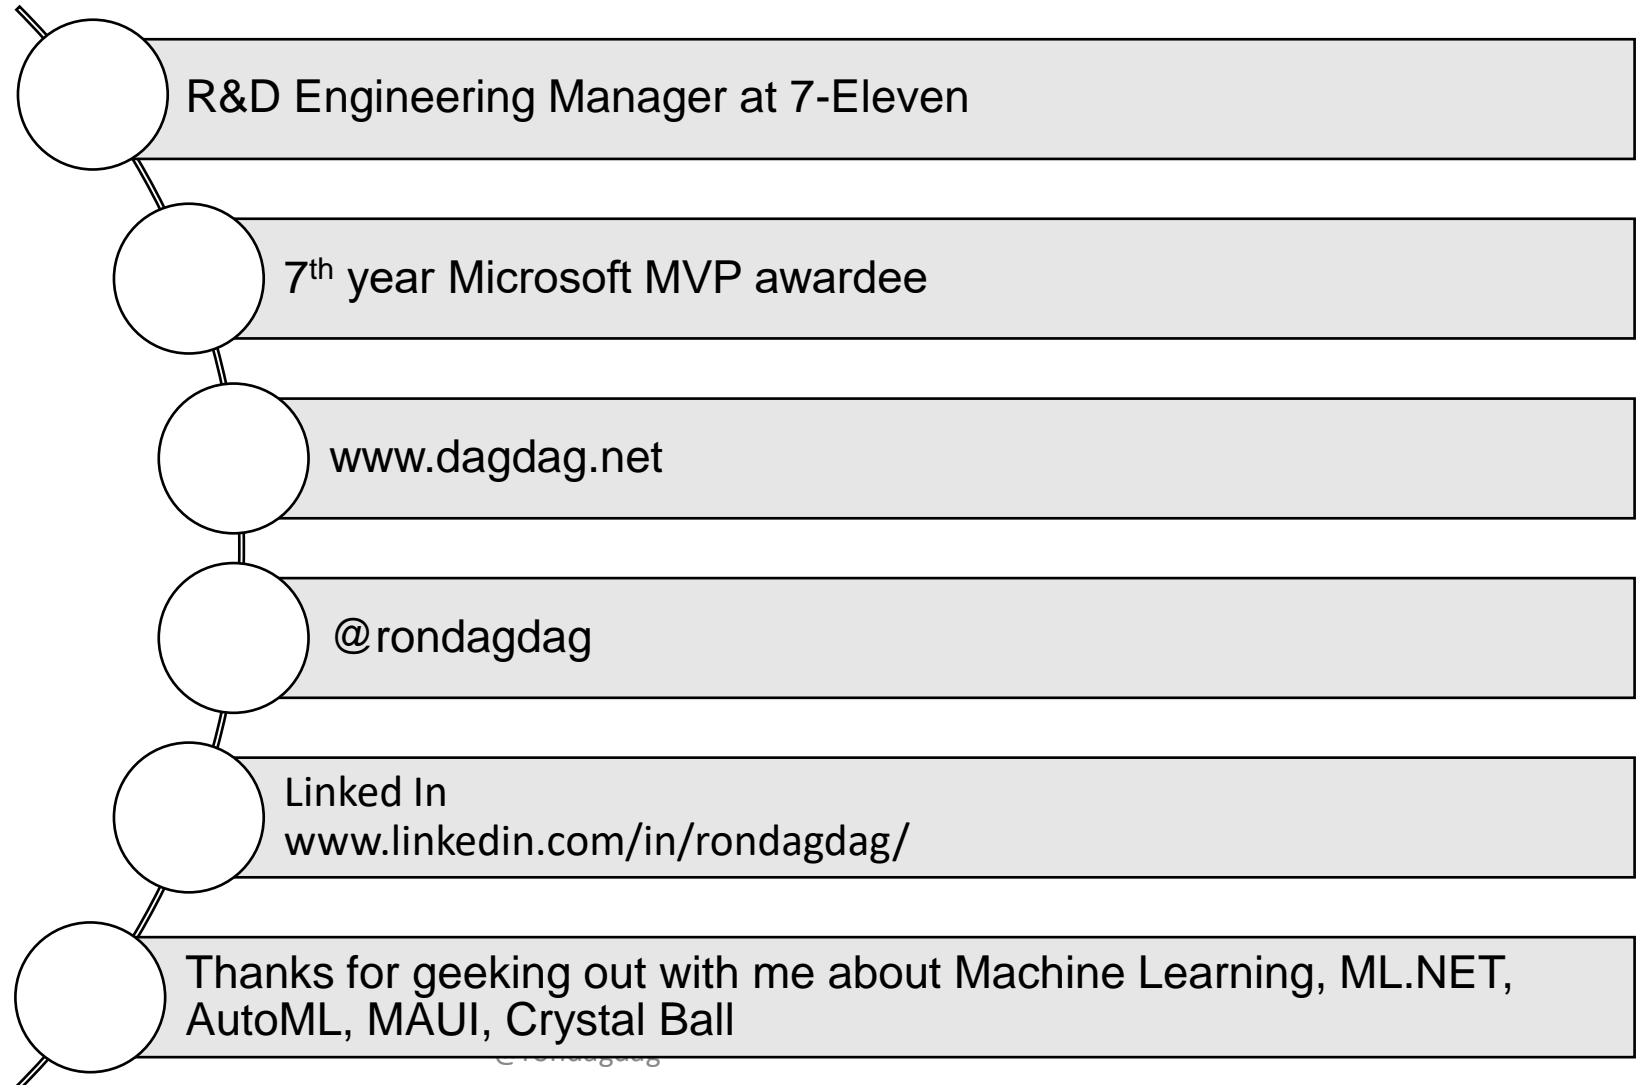 R&D Engineering Manager at 7-Eleven
7th year Microsoft MVP awardee
www.dagdag.net
@rondagdag
Linked In
www.linkedin.com/in/rondagdag/
Thanks for geeking out with me about Machine Learning, ML.NET,
AutoML, MAUI, Crystal Ball
@rondagdag